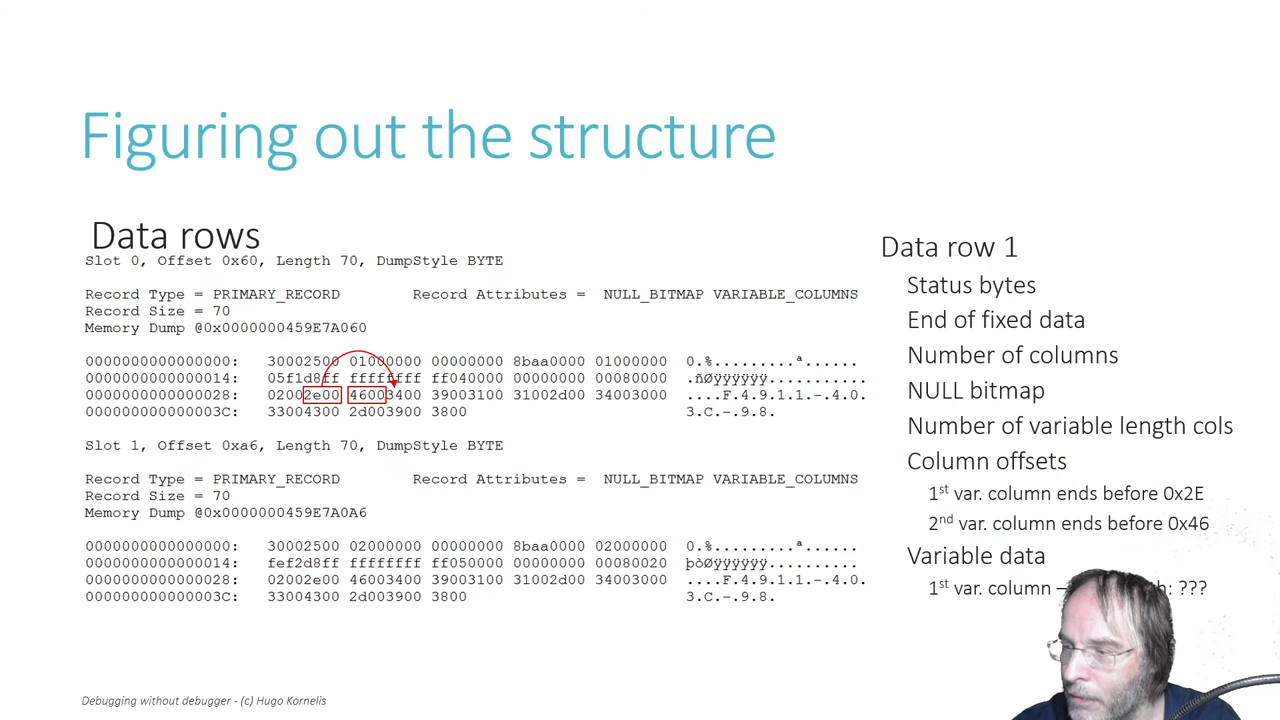 Figuring out the structure
Data rows
Slot 0, Offset 0x60, Length 70, DumpStyle BYTE
Record Type = PRIMARY_RECORD Record Attributes = NULL_BITMAP VARIABLE_COLUMNS
Record Size = 70
Memory Dump @0x0000000459E7A060
0000000000000000: 30002500 01000000 00000000 8baa0000 01000000 0.%.........ª......
0000000000000014: 05f1d8ff ffffffff ff040000 00000000 00080000 .ñØÿÿÿÿÿÿ...........
0000000000000028: 02002e00 46003400 39003100 31002d00 34003000 ....F.4.9.1.1.-.4.0.
000000000000003C: 33004300 2d003900 3800 3.C.-.9.8.
Slot 1, Offset 0xa6, Length 70, DumpStyle BYTE
Record Type = PRIMARY_RECORD Record Attributes = NULL_BITMAP VARIABLE_COLUMNS
Record Size = 70
Memory Dump @0x0000000459E7A0A6
0000000000000000: 30002500 02000000 00000000 8baa0000 02000000 0.%.........ª......
0000000000000014: fef2d8ff ffffffff ff050000 00000000 00080020 þòØÿÿÿÿÿÿ..........
0000000000000028: 02002e00 46003400 39003100 31002d00 34003000 ....F.4.9.1.1.-.4.0.
000000000000003C: 33004300 2d003900 3800 3.C.-.9.8.
Data row 1
Status bytes
End of fixed data
Number of columns
NULL bitmap
Number of variable length cols
Column offsets
1st var. column ends before 0x2E
2nd var. column ends before 0x46
Variable data
1st var. column – ???
Debugging without debugger - (c) Hugo Kornelis